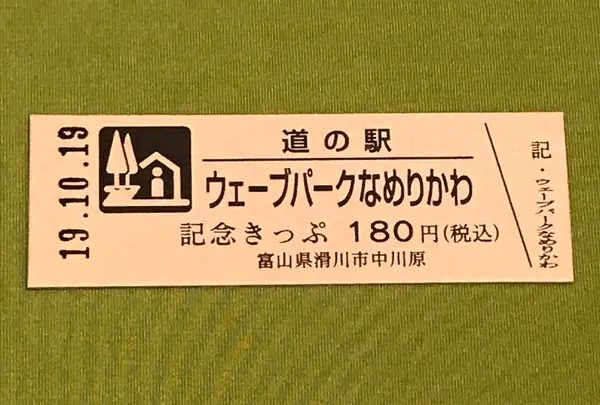 19.10.19
道の駅
ウェーブパークなめりかわ
記念きっぷ 180円(税込)
富山県滑川市中川原
記・ウェーブパークなめりかわ